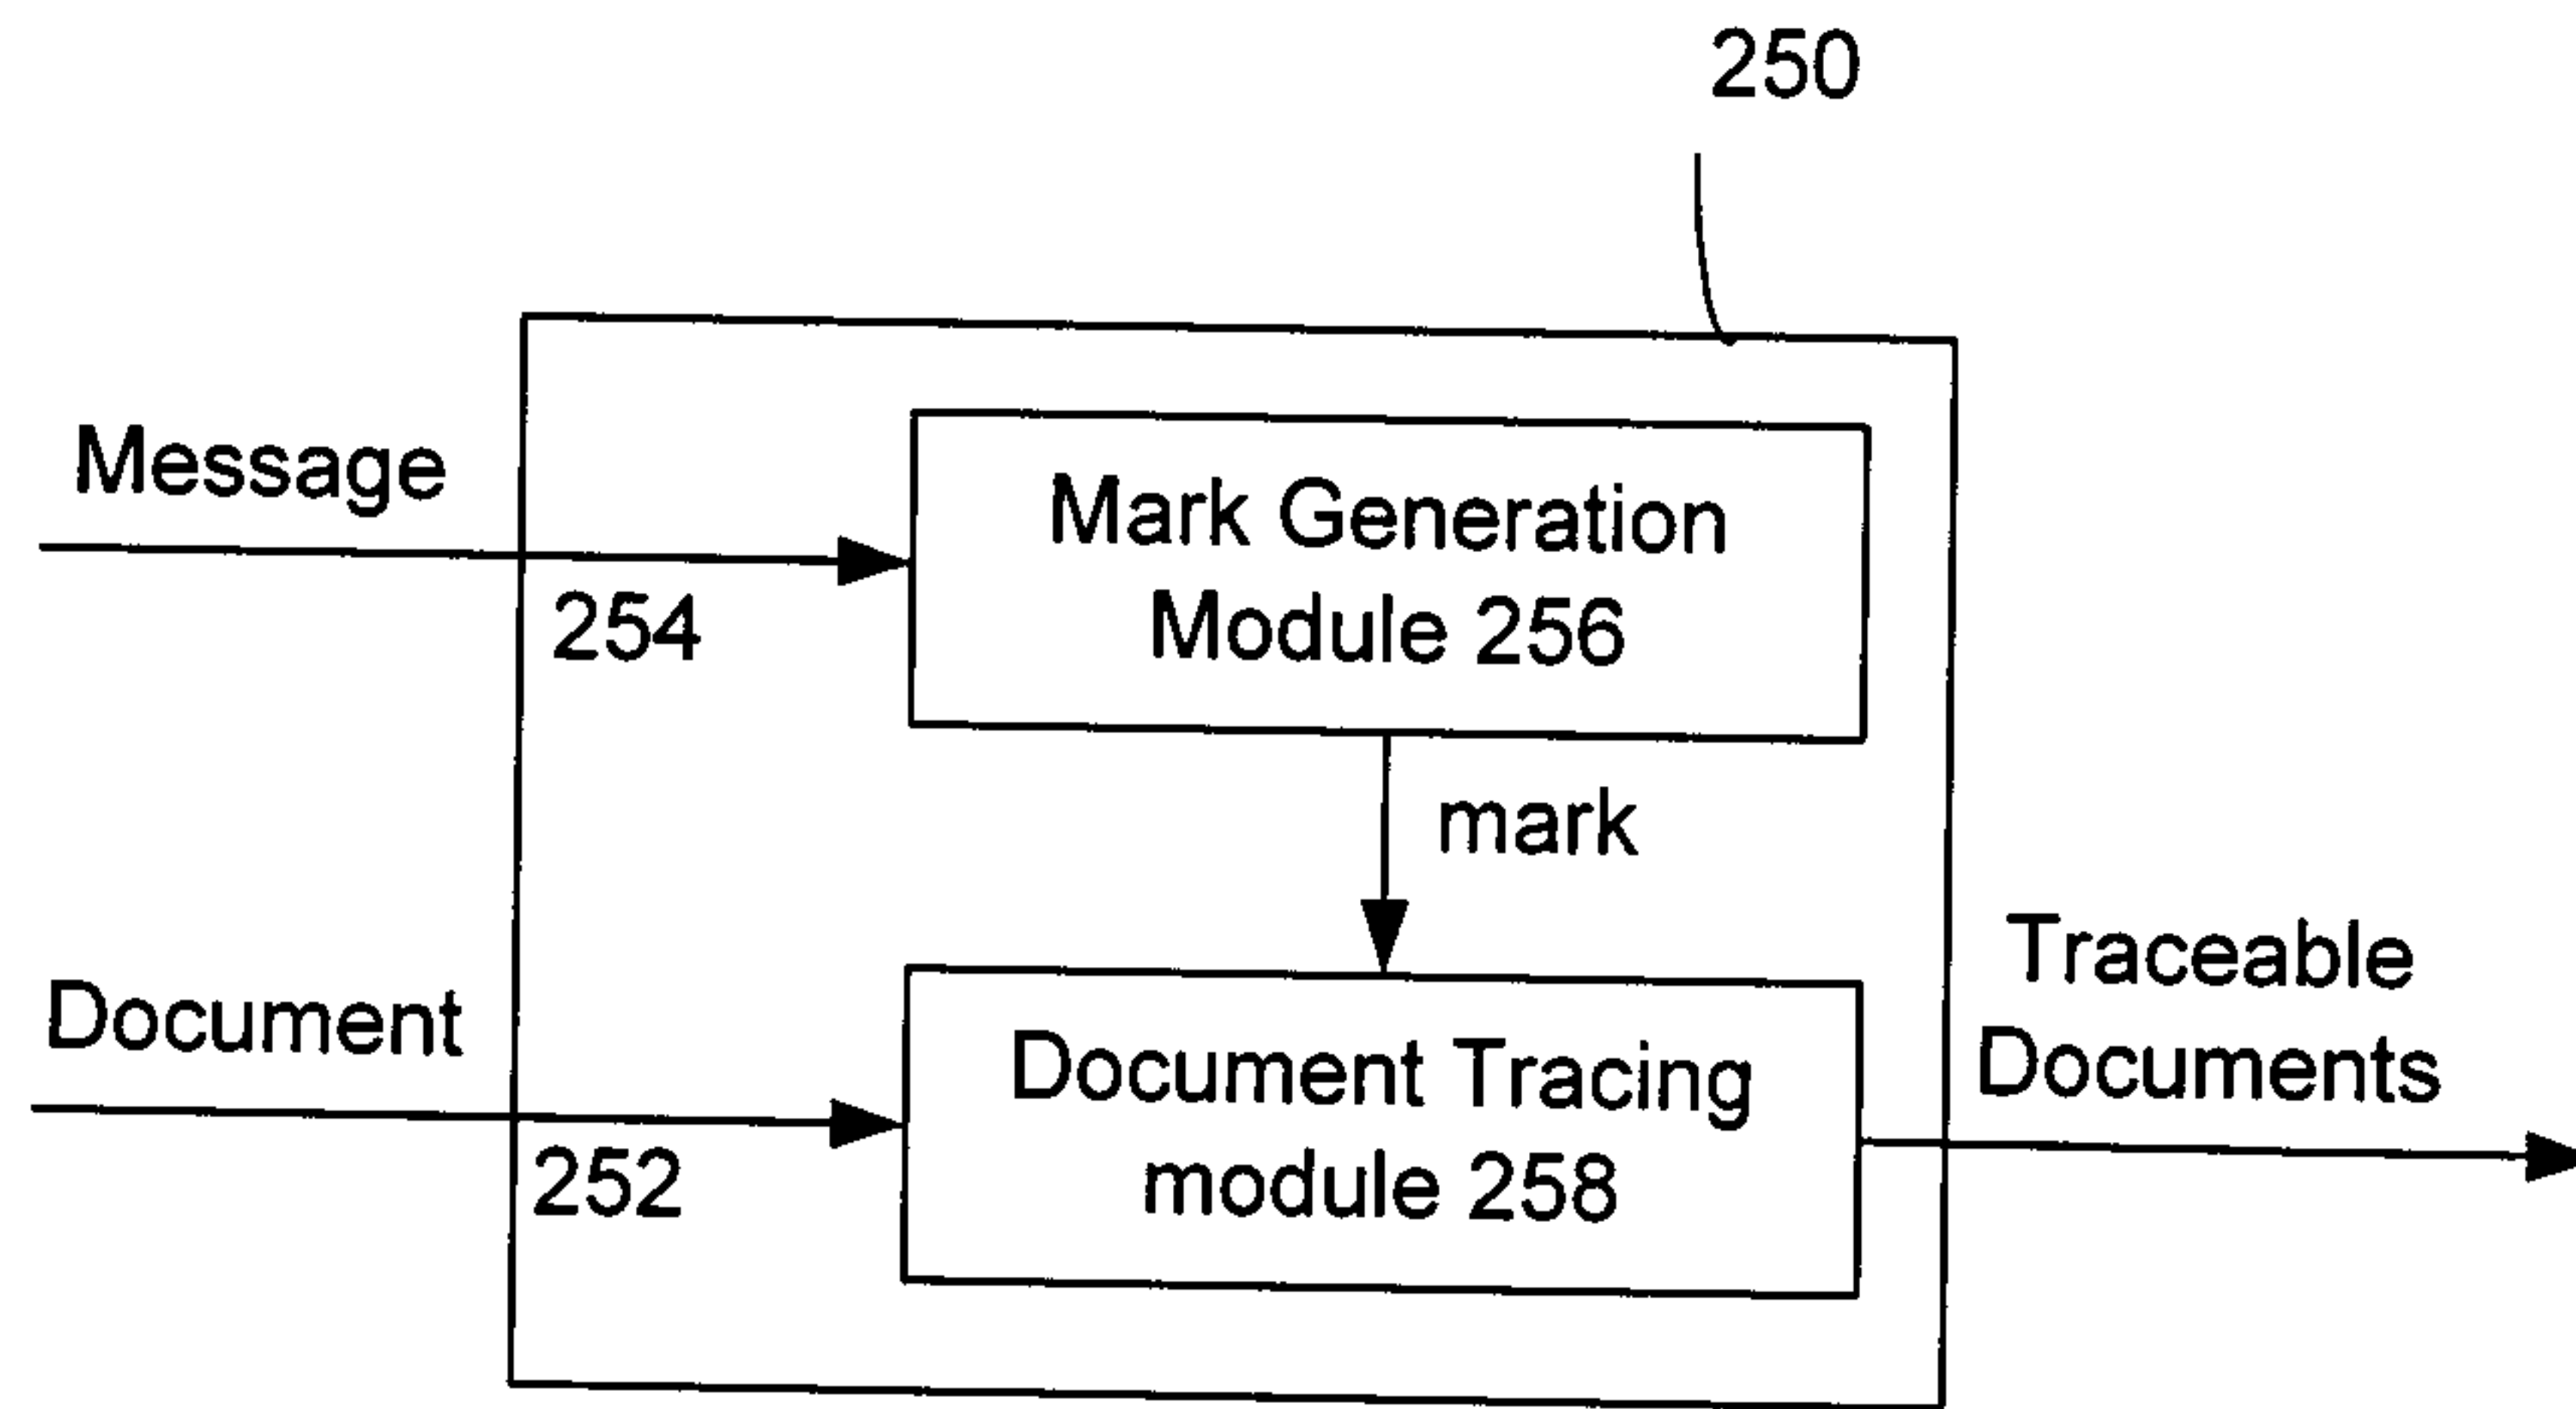 250
Message
254
Mark Generation
Module 256
mark
Document
252
Document Tracing
module 258
Traceable
Documents